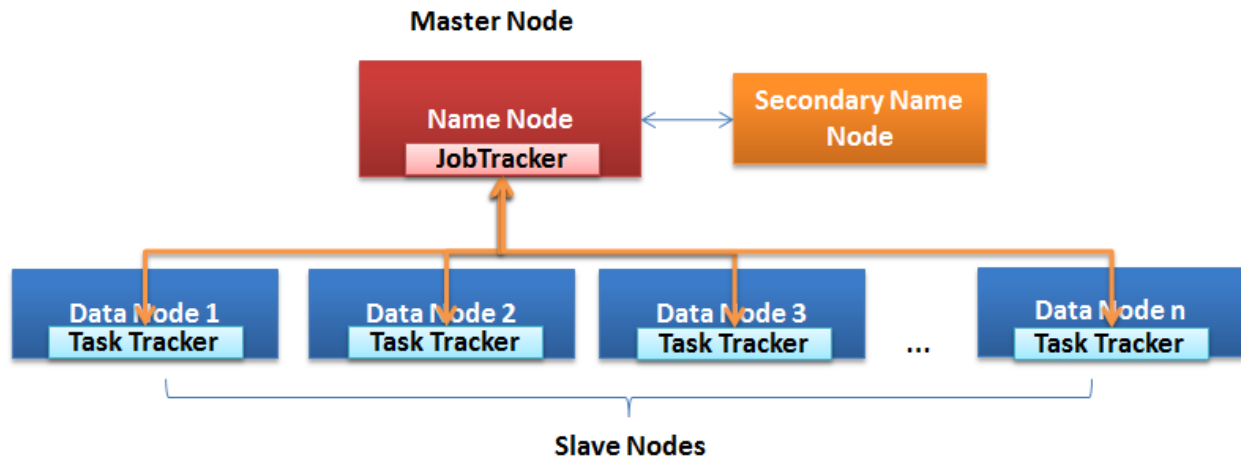 Master Node
Name Node
JobTracker
Secondary Name
Node
Data Node 1
Task Tracker
Data Node 2
Task Tracker
Data Node 3
Task Tracker
...
Data Node n
Task Tracker
Slave Nodes